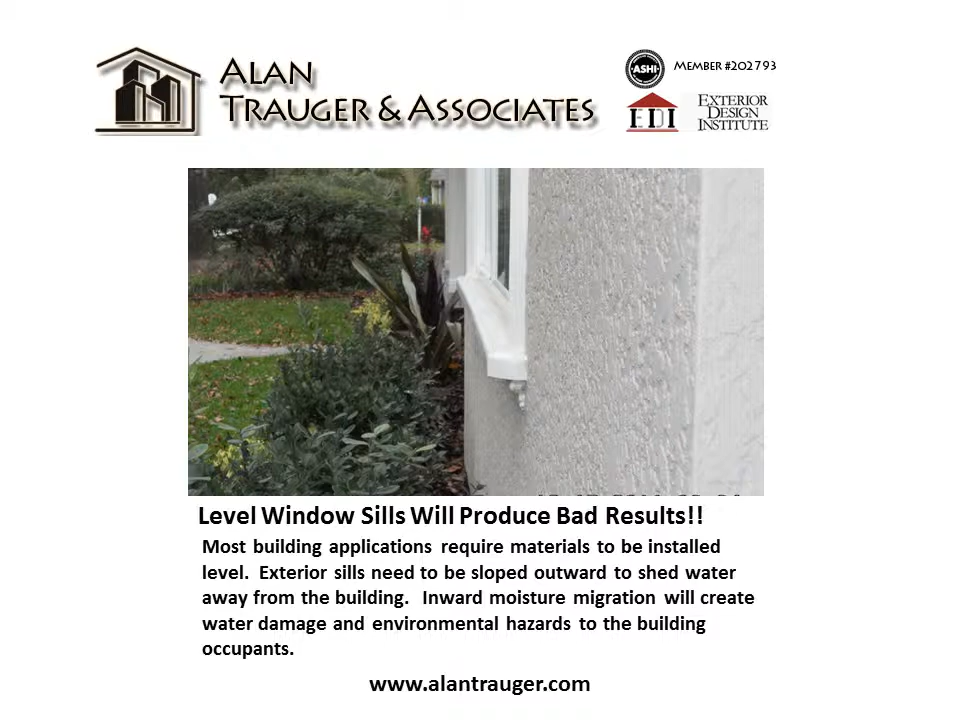 ALAN
TRAUGER & ASSOCIATES
ASHI
MEMBER #202793
EDI
EXTERIOR
DESIGN
INSTITUTE
Level Window Sills Will Produce Bad Results!!
Most building applications require materials to be installed
level. Exterior sills need to be sloped outward to shed water
away from the building. Inward moisture migration will create
water damage and environmental hazards to the building
occupants.
www.alantrauger.com